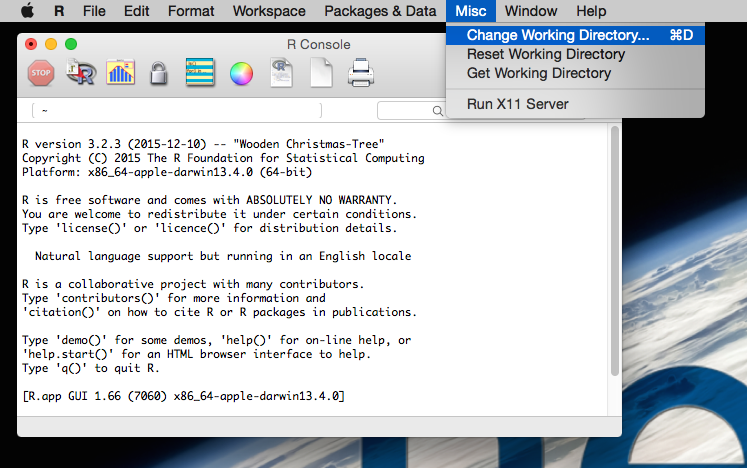 R File Edit Format Workspace Packages & Data Misc Window Help
Change Working Directory... ⌘D
Reset Working Directory
Get Working Directory
Run X11 Server
R Console
STOP
~
R version 3.2.3 (2015-12-10) -- "Wooden Christmas-Tree"
Copyright (C) 2015 The R Foundation for Statistical Computing
Platform: x86_64-apple-darwin13.4.0 (64-bit)
R is free software and comes with ABSOLUTELY NO WARRANTY.
You are welcome to redistribute it under certain conditions.
Type 'license()' or 'licence()' for distribution details.
Natural language support but running in an English locale
R is a collaborative project with many contributors.
Type 'contributors()' for more information and
'citation()' on how to cite R or R packages in publications.
Type 'demo()' for some demos, 'help()' for on-line help, or
'help.start()' for an HTML browser interface to help.
Type 'q()' to quit R.
[R.app GUI 1.66 (7060) x86_64-apple-darwin13.4.0]